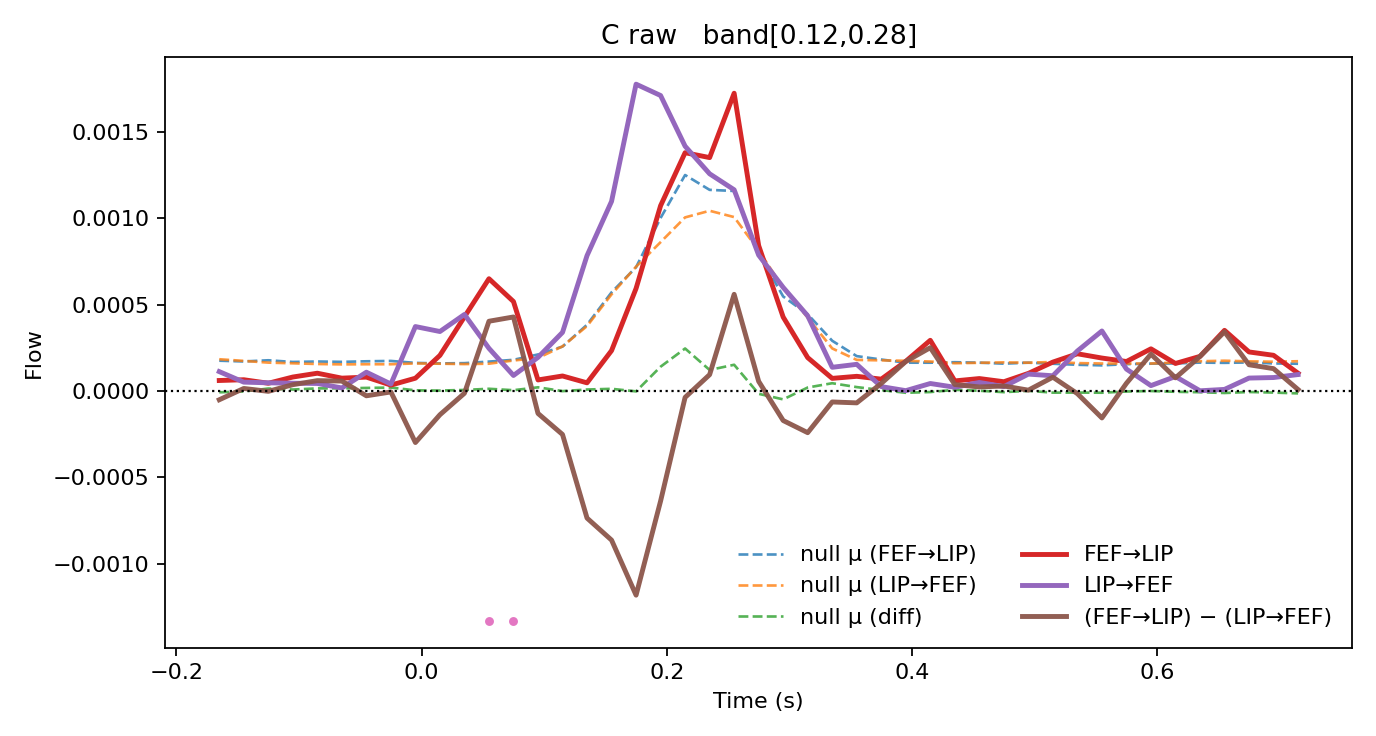 C raw   band[0.12,0.28]
Flow
0.0015
0.0010
0.0005
0.0000
−0.0005
−0.0010
null μ (FEF→LIP)
null μ (LIP→FEF)
null μ (diff)
FEF→LIP
LIP→FEF
(FEF→LIP) − (LIP→FEF)
−0.2
0.0
0.2
0.4
0.6
Time (s)